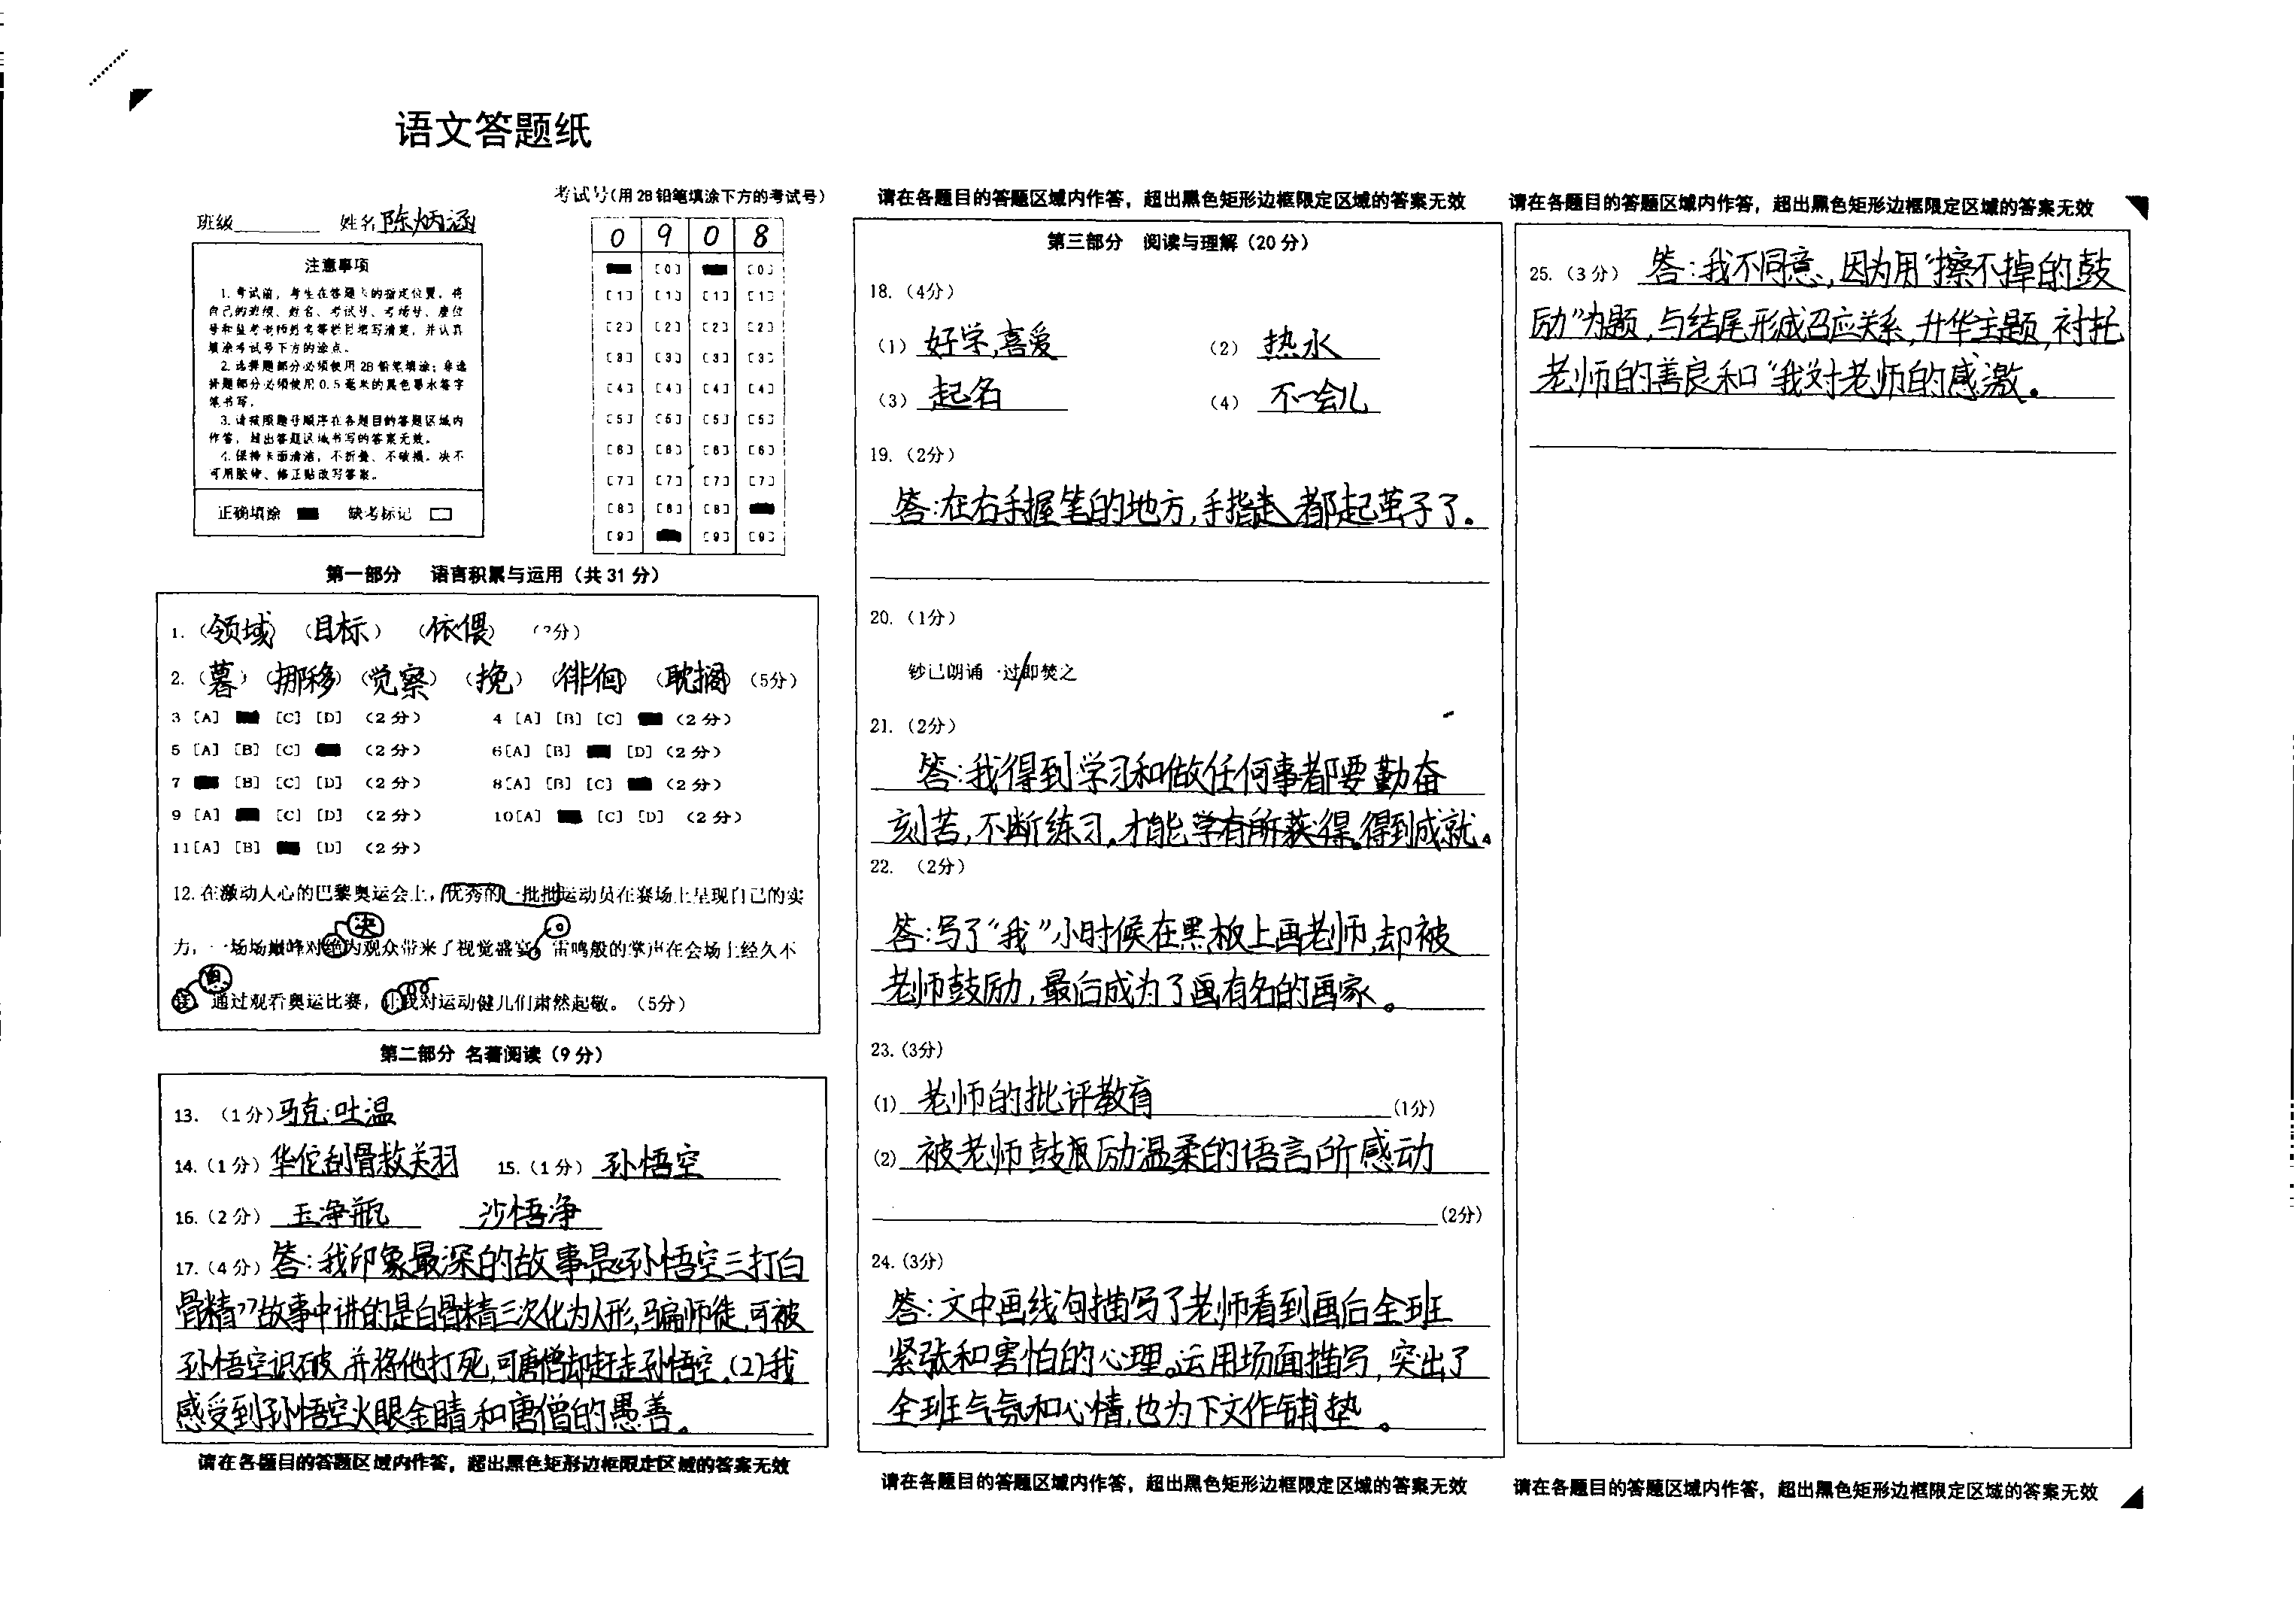 语文答题纸
考试号(用2B铅笔填涂下方的考试号)
班级 姓名 陈炳涵
0 9 0 8
注意事项
1.考试前，考生在答题卡的指定位置，将
自己的班级、姓名、考试号、考场号、座位
号和监考老师姓名等栏目填写清楚，并认真
填涂考试号下方的涂点。
2.选择题部分必须使用2B铅笔填涂；非选
择题部分必须使用0.5毫米的黑色墨水签字
笔书写。
3.请按照题号顺序在各题目的答题区域内
作答，超出答题区域书写的答案无效。
4.保持卡面清洁，不折叠、不破损。决不
可用胶带、修正贴改写答案。
正确填涂 缺考标记
[0] [0]
[1] [1] [1] [1]
[2] [2] [2] [2]
[3] [3] [3] [3]
[4] [4] [4] [4]
[5] [5] [5] [5]
[6] [6] [6] [6]
[7] [7] [7] [7]
[8] [8] [8]
[9] [9] [9]
第一部分 语言积累与运用（共31分）
1.（领域）（目标）（依偎）（3分）
2.（暮）（挪移）（觉察）（挽）（徘徊）（耽搁）（5分）
3 [A] [C] [D] （2分） 4 [A] [B] [C] （2分）
5 [A] [B] [C] （2分） 6[A] [B] [D]（2分）
7 [B] [C] [D] （2分） 8[A] [B] [C] （2分）
9 [A] [C] [D] （2分） 10[A] [C] [D] （2分）
11[A] [B] [D] （2分）
12.在激动人心的巴黎奥运会上，优秀的一批批运动员在赛场上呈现自己的实
决
力，一场场巅峰对绝为观众带来了视觉盛宴，雷鸣般的掌声在会场上经久不
息
通过观看奥运比赛，让我对运动健儿们肃然起敬。（5分）
第二部分 名著阅读（9分）
13.（1分）马克·吐温
14.（1分）华佗刮骨救关羽 15.（1分）孙悟空
16.（2分）玉净瓶 沙悟净
17.（4分）答：我印象最深的故事是孙悟空三打白
骨精”故事中讲的是白骨精三次化为人形，骗师徒，可被
孙悟空识破，并将他打死，可唐僧却赶走孙悟空。(2)我
感受到孙悟空火眼金睛和唐僧的愚善。
请在各题目的答题区域内作答，超出黑色矩形边框限定区域的答案无效
请在各题目的答题区域内作答，超出黑色矩形边框限定区域的答案无效
第三部分 阅读与理解（20分）
18.（4分）
（1）好学，喜爱 （2）热水
（3）起名 （4）不一会儿
19.（2分）
答：在右手握笔的地方，手指 都起茧子了。
20.（1分）
钞已朗诵一过/即焚之
21.（2分）
答：我得到学习和做任何事都要勤奋
刻苦，不断练习，才能学有所获得。得到成就。
22.（2分）
答：写了“我”小时候在黑板上画老师，却被
老师鼓励，最后成为了画有名的画家。
23.（3分）
(1) 老师的批评教育 (1分)
(2) 被老师鼓励温柔的语言所感动
(2分)
24.（3分）
答：文中画线句描写了老师看到画后全班
紧张和害怕的心理。运用场面描写，突出了
全班气氛和心情，也为下文作铺垫。
请在各题目的答题区域内作答，超出黑色矩形边框限定区域的答案无效
请在各题目的答题区域内作答，超出黑色矩形边框限定区域的答案无效
25.（3分）答：我不同意，因为用“擦不掉的鼓
励”为题，与结尾形成召应关系，升华主题，衬托
老师的善良和“我”对老师的感激。
请在各题目的答题区域内作答，超出黑色矩形边框限定区域的答案无效